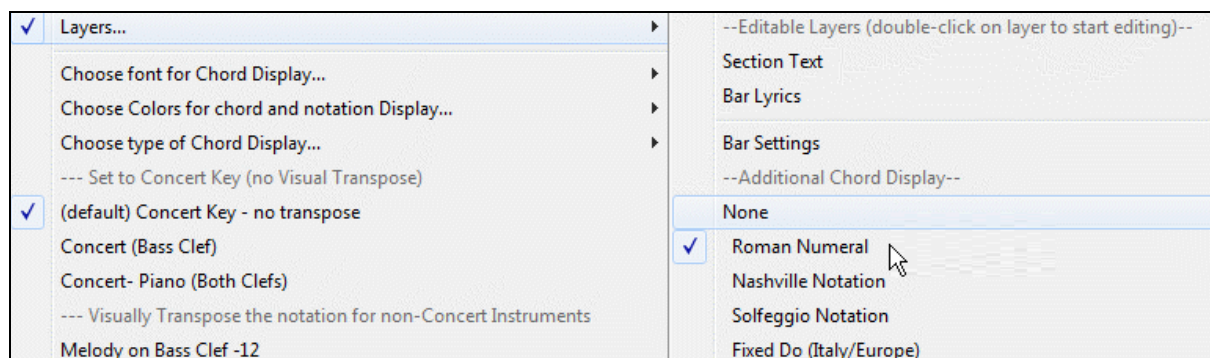 Layers...
Choose font for Chord Display...
Choose Colors for chord and notation Display...
Choose type of Chord Display...
--- Set to Concert Key (no Visual Transpose)
(default) Concert Key - no transpose
Concert (Bass Clef)
Concert- Piano (Both Clefs)
--- Visually Transpose the notation for non-Concert Instruments
Melody on Bass Clef -12
--Editable Layers (double-click on layer to start editing)--
Section Text
Bar Lyrics
Bar Settings
--Additional Chord Display--
None
Roman Numeral
Nashville Notation
Solfeggio Notation
Fixed Do (Italy/Europe)